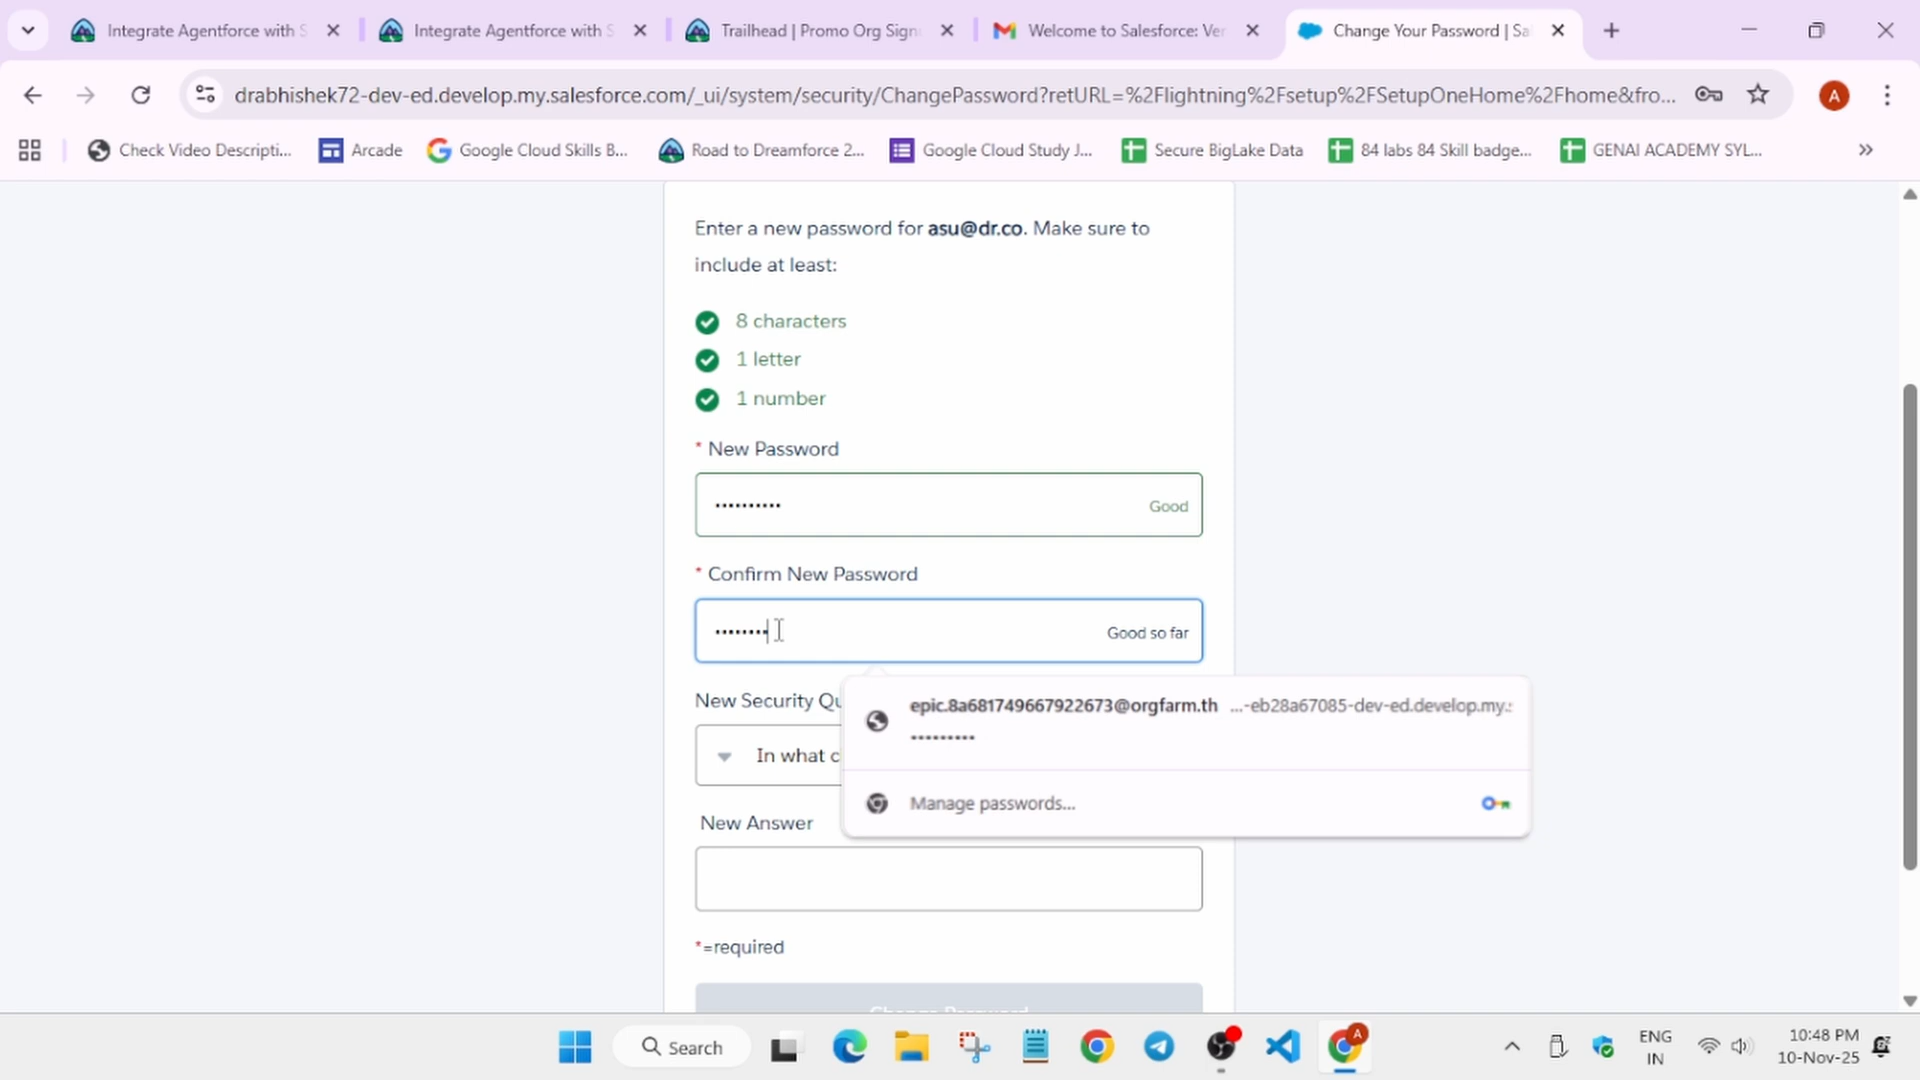 Integrate Agentforce with S
Integrate Agentforce with S
Trailhead | Promo Org Sign
Welcome to Salesforce: Ver
Change Your Password | Sa
drabhishek72-dev-ed.develop.my.salesforce.com/_ui/system/security/ChangePassword?retURL=%2Flightning%2Fsetup%2FSetupOneHome%2Fhome&fro...
A
Check Video Descripti...
Arcade
Google Cloud Skills B...
Road to Dreamforce 2...
Google Cloud Study J...
Secure BigLake Data
84 labs 84 Skill badge...
GENAI ACADEMY SYL...
Enter a new password for asu@dr.co. Make sure to
include at least:
8 characters
1 letter
1 number
* New Password
•••••••••• Good
* Confirm New Password
•••••••• Good so far
New Security Qu
In what c
epic.8a681749667922673@orgfarm.th ...-eb28a67085-dev-ed.develop.my.s
•••••••••
Manage passwords...
New Answer
*=required
Change Password
Search
A
ENG
IN
10:48 PM
10-Nov-25